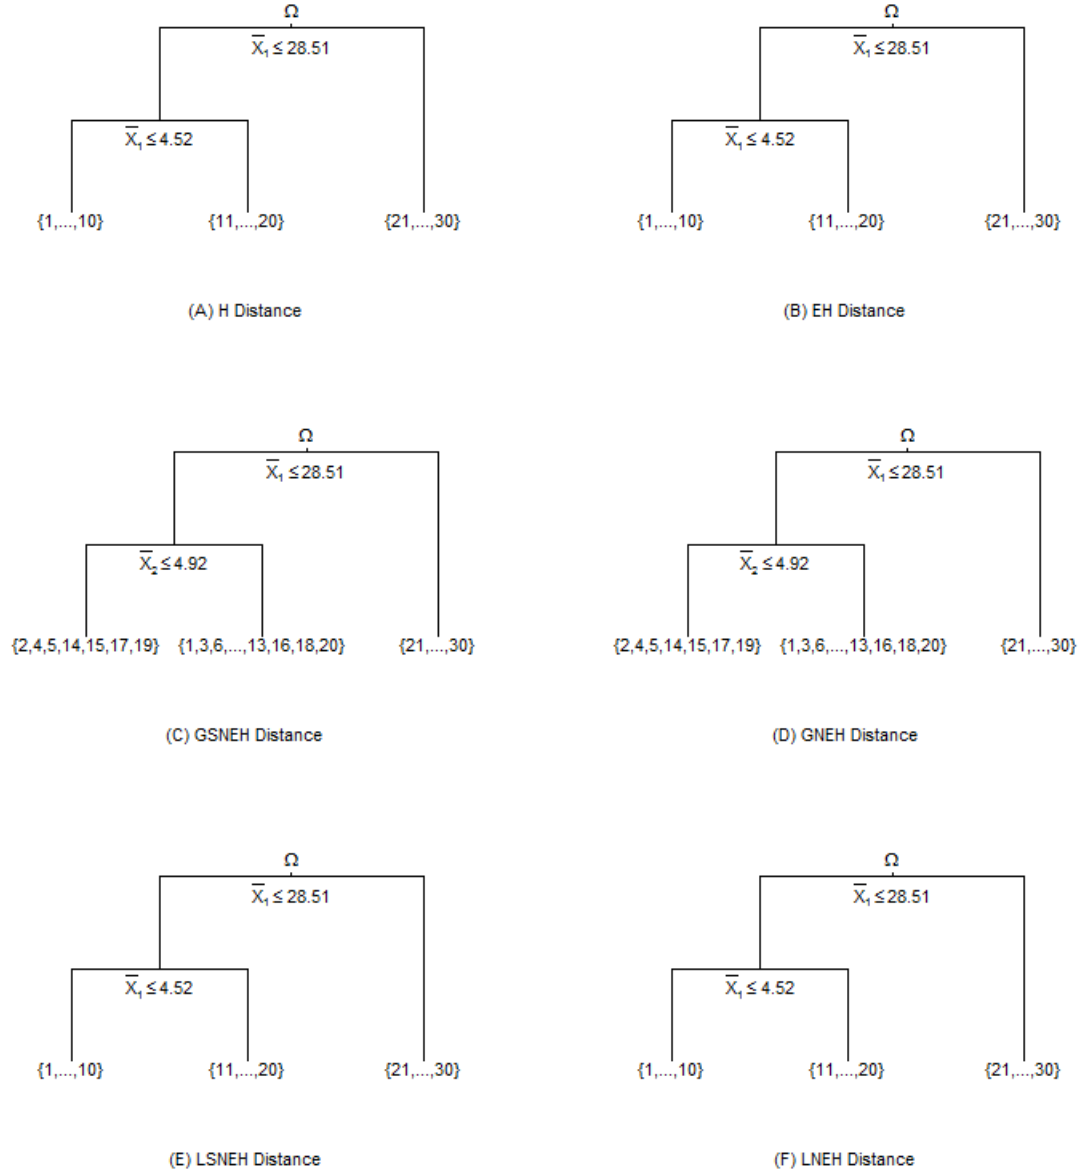 Ω Ω
X̄₁ ≤ 28.51 X̄₁ ≤ 28.51
X̄₁ ≤ 4.52 X̄₁ ≤ 4.52
{1,...,10} {11,...,20} {21,...,30} {1,...,10} {11,...,20} {21,...,30}
(A) H Distance (B) EH Distance
Ω Ω
X̄₁ ≤ 28.51 X̄₁ ≤ 28.51
X̄₂ ≤ 4.92 X̄₂ ≤ 4.92
{2,4,5,14,15,17,19} {1,3,6,...,13,16,18,20} {21,...,30} {2,4,5,14,15,17,19} {1,3,6,...,13,16,18,20} {21,...,30}
(C) GSNEH Distance (D) GNEH Distance
Ω Ω
X̄₁ ≤ 28.51 X̄₁ ≤ 28.51
X̄₁ ≤ 4.52 X̄₁ ≤ 4.52
{1,...,10} {11,...,20} {21,...,30} {1,...,10} {11,...,20} {21,...,30}
(E) LSNEH Distance (F) LNEH Distance